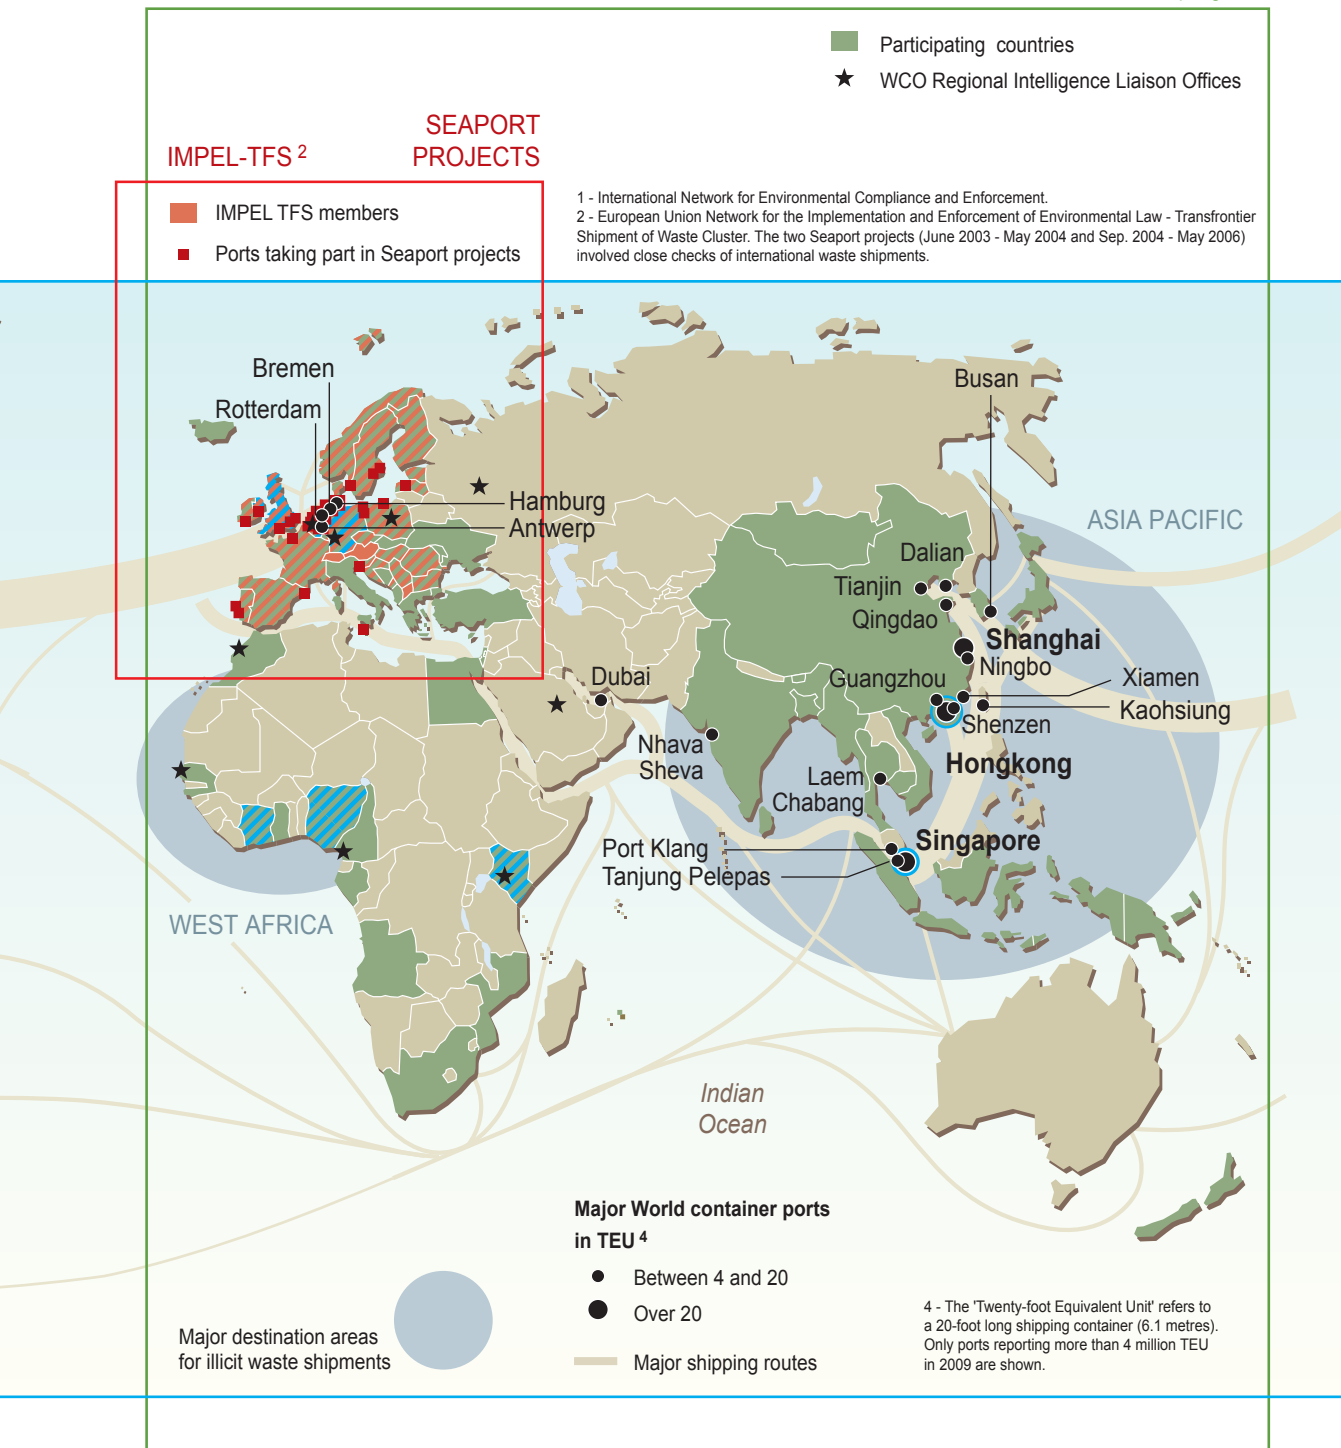 Participating countries
WCO Regional Intelligence Liaison Offices
SEAPORT
IMPEL-TFS 2 PROJECTS
IMPEL TFS members
Ports taking part in Seaport projects
1 - International Network for Environmental Compliance and Enforcement.
2 - European Union Network for the Implementation and Enforcement of Environmental Law - Transfrontier
Shipment of Waste Cluster. The two Seaport projects (June 2003 - May 2004 and Sep. 2004 - May 2006)
involved close checks of international waste shipments.
Bremen
Rotterdam
Busan
Hamburg
Antwerp
ASIA PACIFIC
Dalian
Tianjin
Qingdao
Shanghai
Ningbo
Dubai
Guangzhou
Xiamen
Kaohsiung
Shenzen
Nhava
Sheva
Hongkong
Laem
Chabang
Singapore
Port Klang
Tanjung Pelepas
WEST AFRICA
Indian
Ocean
Major World container ports
in TEU 4
Between 4 and 20
Over 20
Major shipping routes
Major destination areas
for illicit waste shipments
4 - The 'Twenty-foot Equivalent Unit' refers to
a 20-foot long shipping container (6.1 metres).
Only ports reporting more than 4 million TEU
in 2009 are shown.